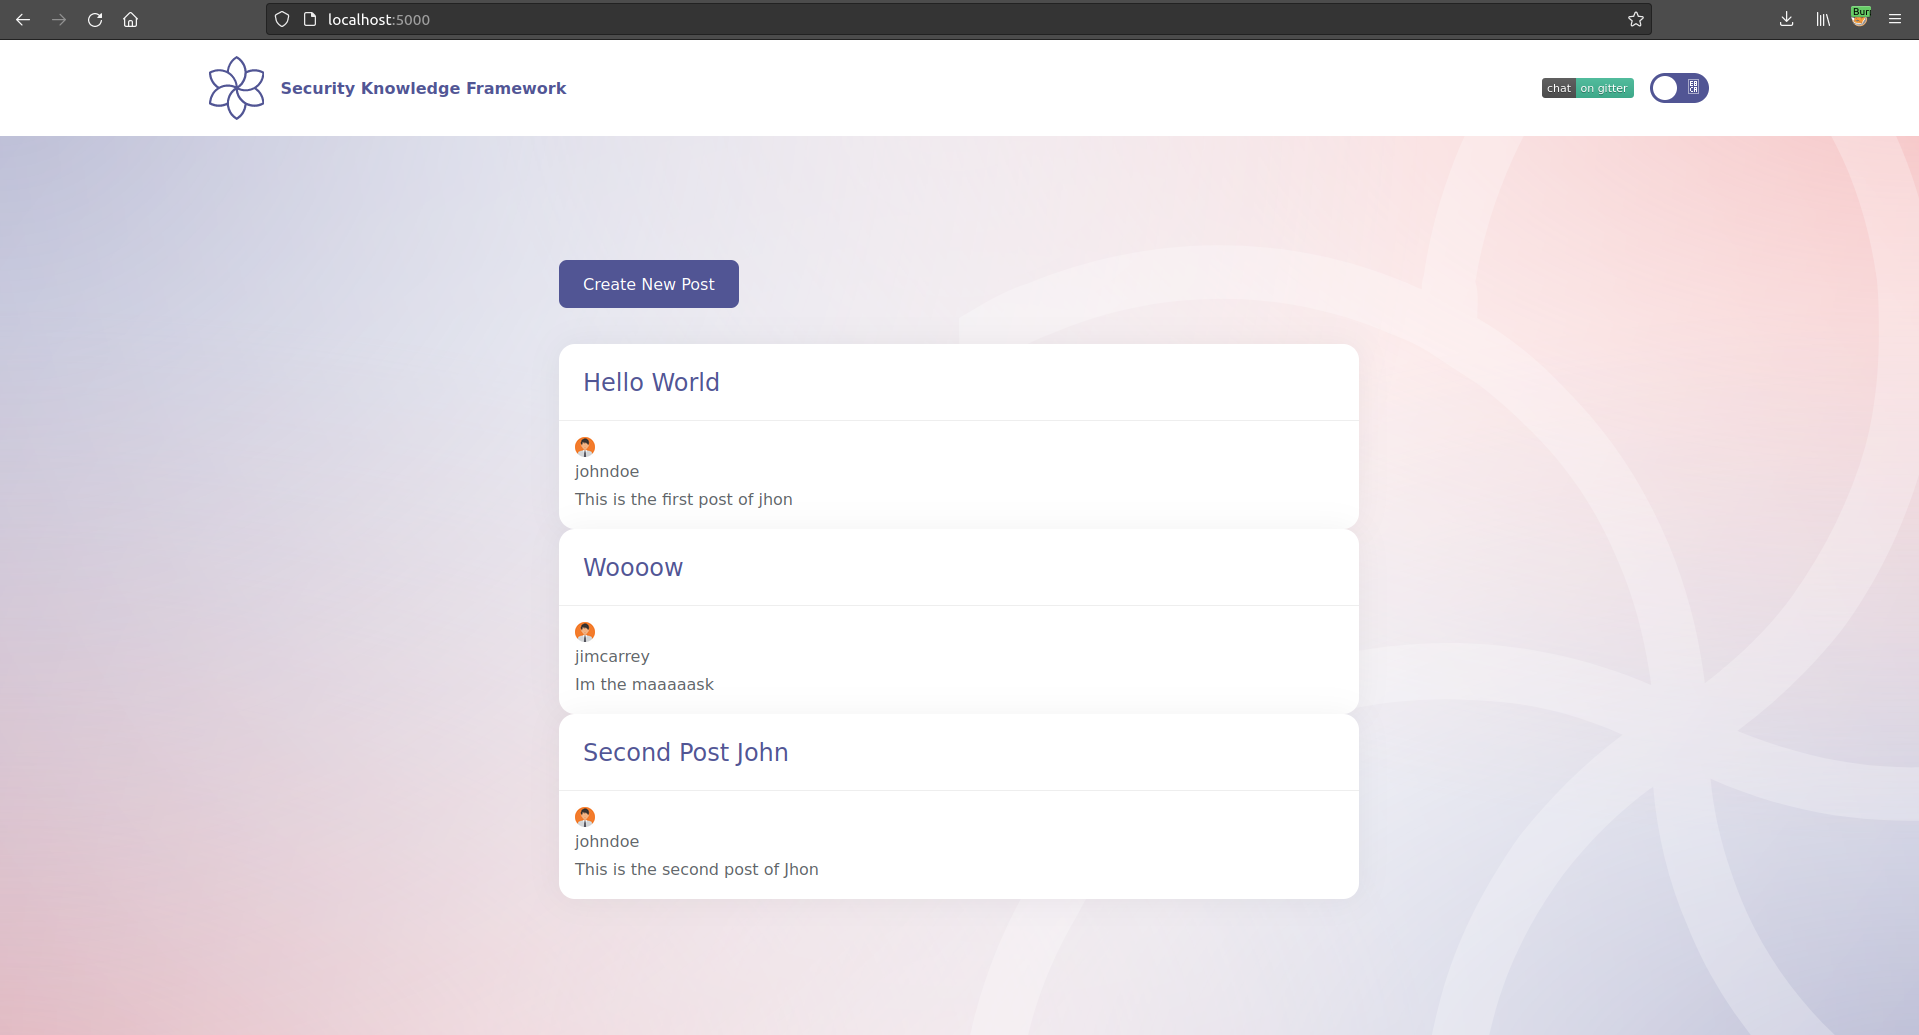 localhost:5000
Security Knowledge Framework
chat on gitter
Create New Post
Hello World
johndoe
This is the first post of jhon
Woooow
jimcarrey
Im the maaaaask
Second Post John
johndoe
This is the second post of Jhon